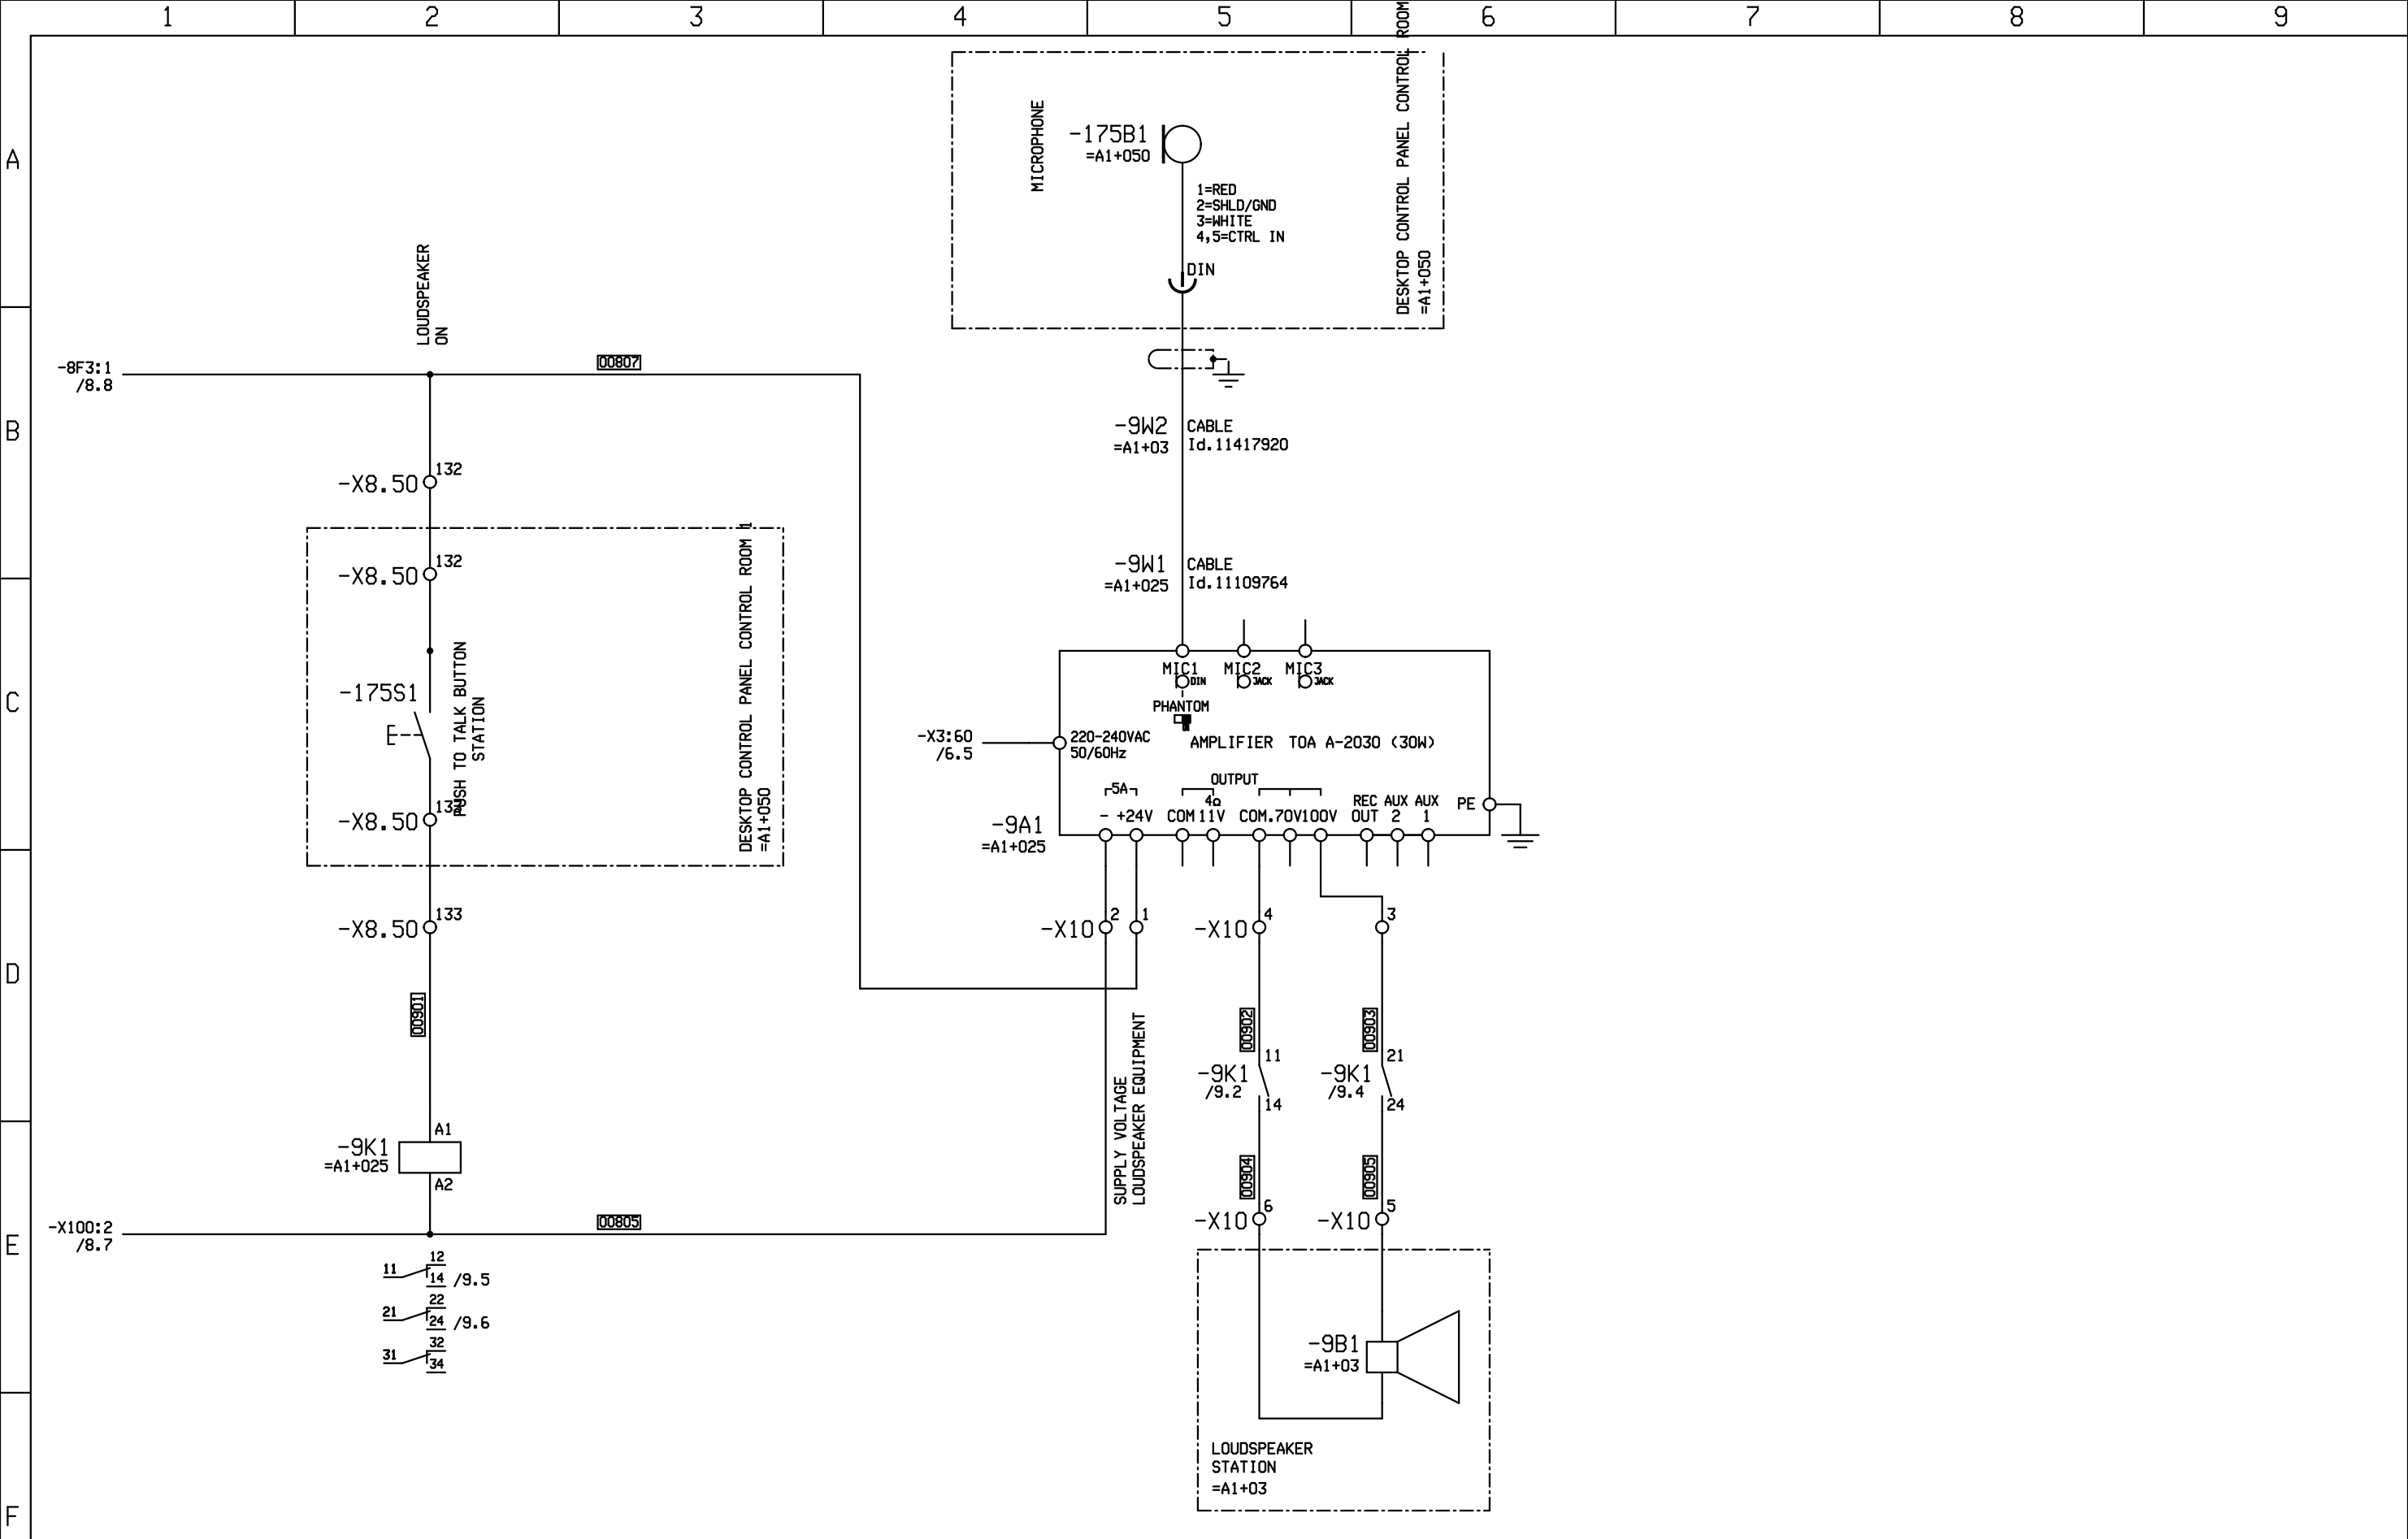 1 2 3 4 5 6 7 8 9
A
B
C
D
E
F
LOUDSPEAKER
ON
-8F3:1
/8.8
00807
-X8.50 132
-X8.50 132
-175S1
PUSH TO TALK BUTTON
STATION
DESKTOP CONTROL PANEL CONTROL ROOM 1
=A1+050
-X8.50
-X8.50 133
00901
-9K1
=A1+025
A1
A2
-X100:2
/8.7
00805
11 12
14 /9.5
21 22
24 /9.6
31 32
34
MICROPHONE
-175B1
=A1+050
1=RED
2=SHLD/GND
3=WHITE
4,5=CTRL IN
DIN
DESKTOP CONTROL PANEL CONTROL ROOM
=A1+050
-9W2 CABLE
=A1+03 Id.11417920
-9W1 CABLE
=A1+025 Id.11109764
MIC1 MIC2 MIC3
DIN JACK JACK
PHANTOM
-X3:60
/6.5
220-240VAC
50/60Hz
AMPLIFIER TOA A-2030 (30W)
OUTPUT
5A
4Ω
REC AUX AUX
- +24V COM 11V COM.70V100V OUT 2 1
PE
-9A1
=A1+025
-X10 2 1
-X10 4 3
SUPPLY VOLTAGE
LOUDSPEAKER EQUIPMENT
00902
00903
-9K1
/9.2
11
14
-9K1
/9.4
21
24
00904
00905
-X10 6
-X10 5
-9B1
=A1+03
LOUDSPEAKER
STATION
=A1+03